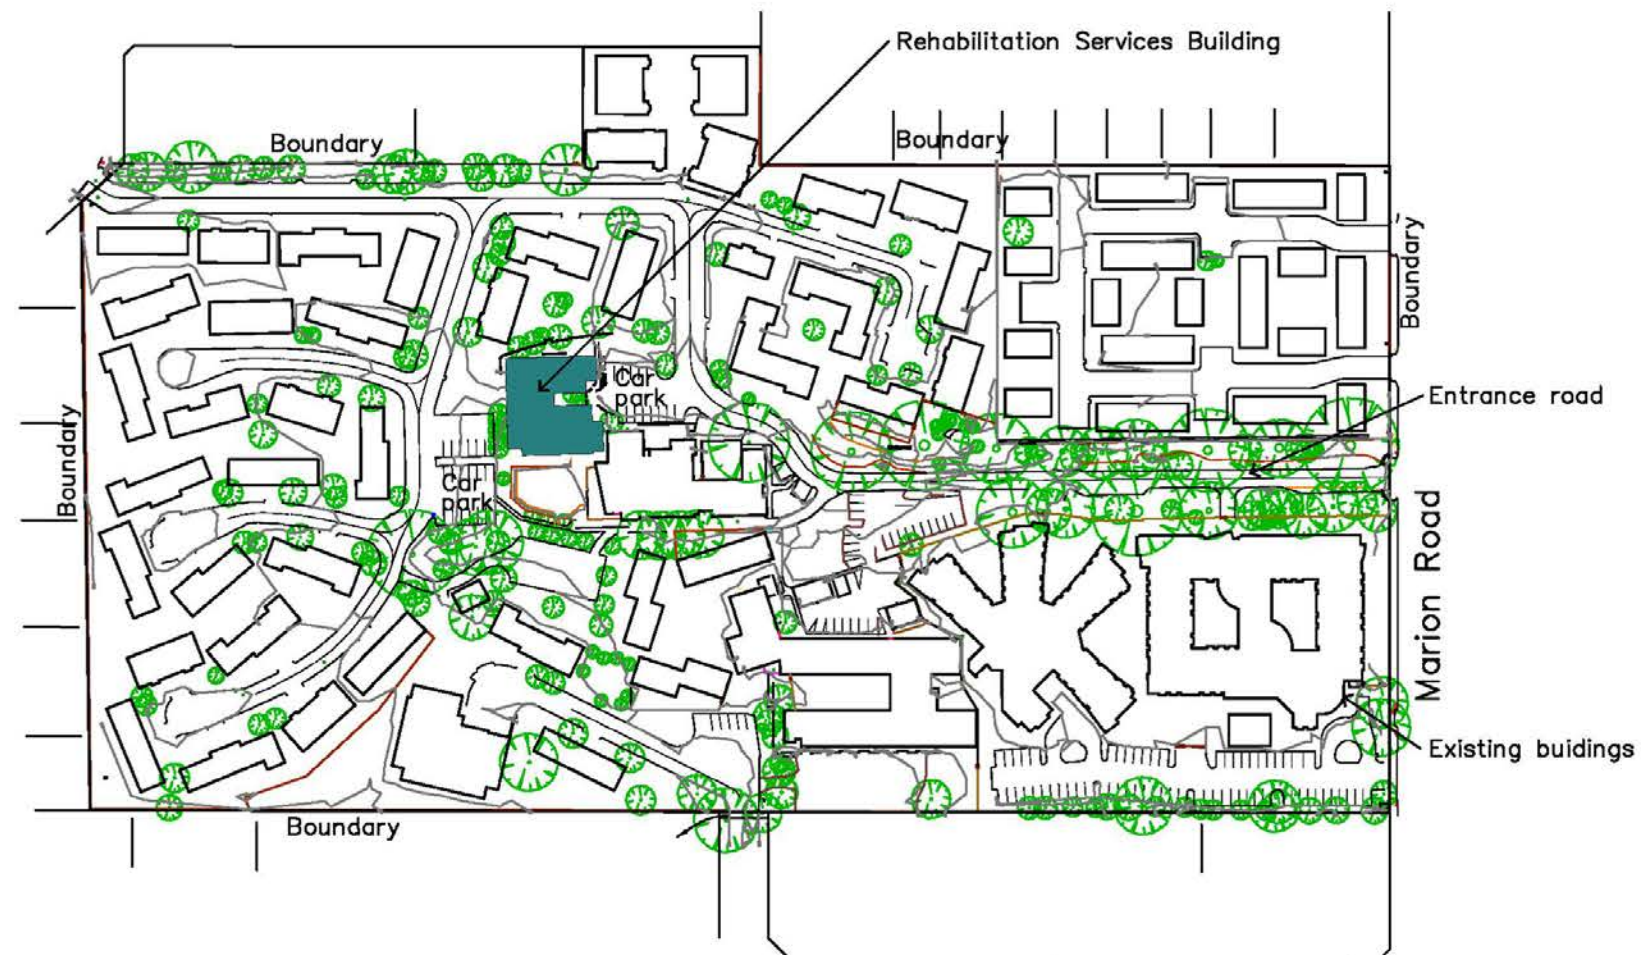 Rehabilitation Services Building
Boundary
Boundary
Boundary
Car
park
Entrance road
Boundary
Car
park
Marion Road
Existing buidings
Boundary